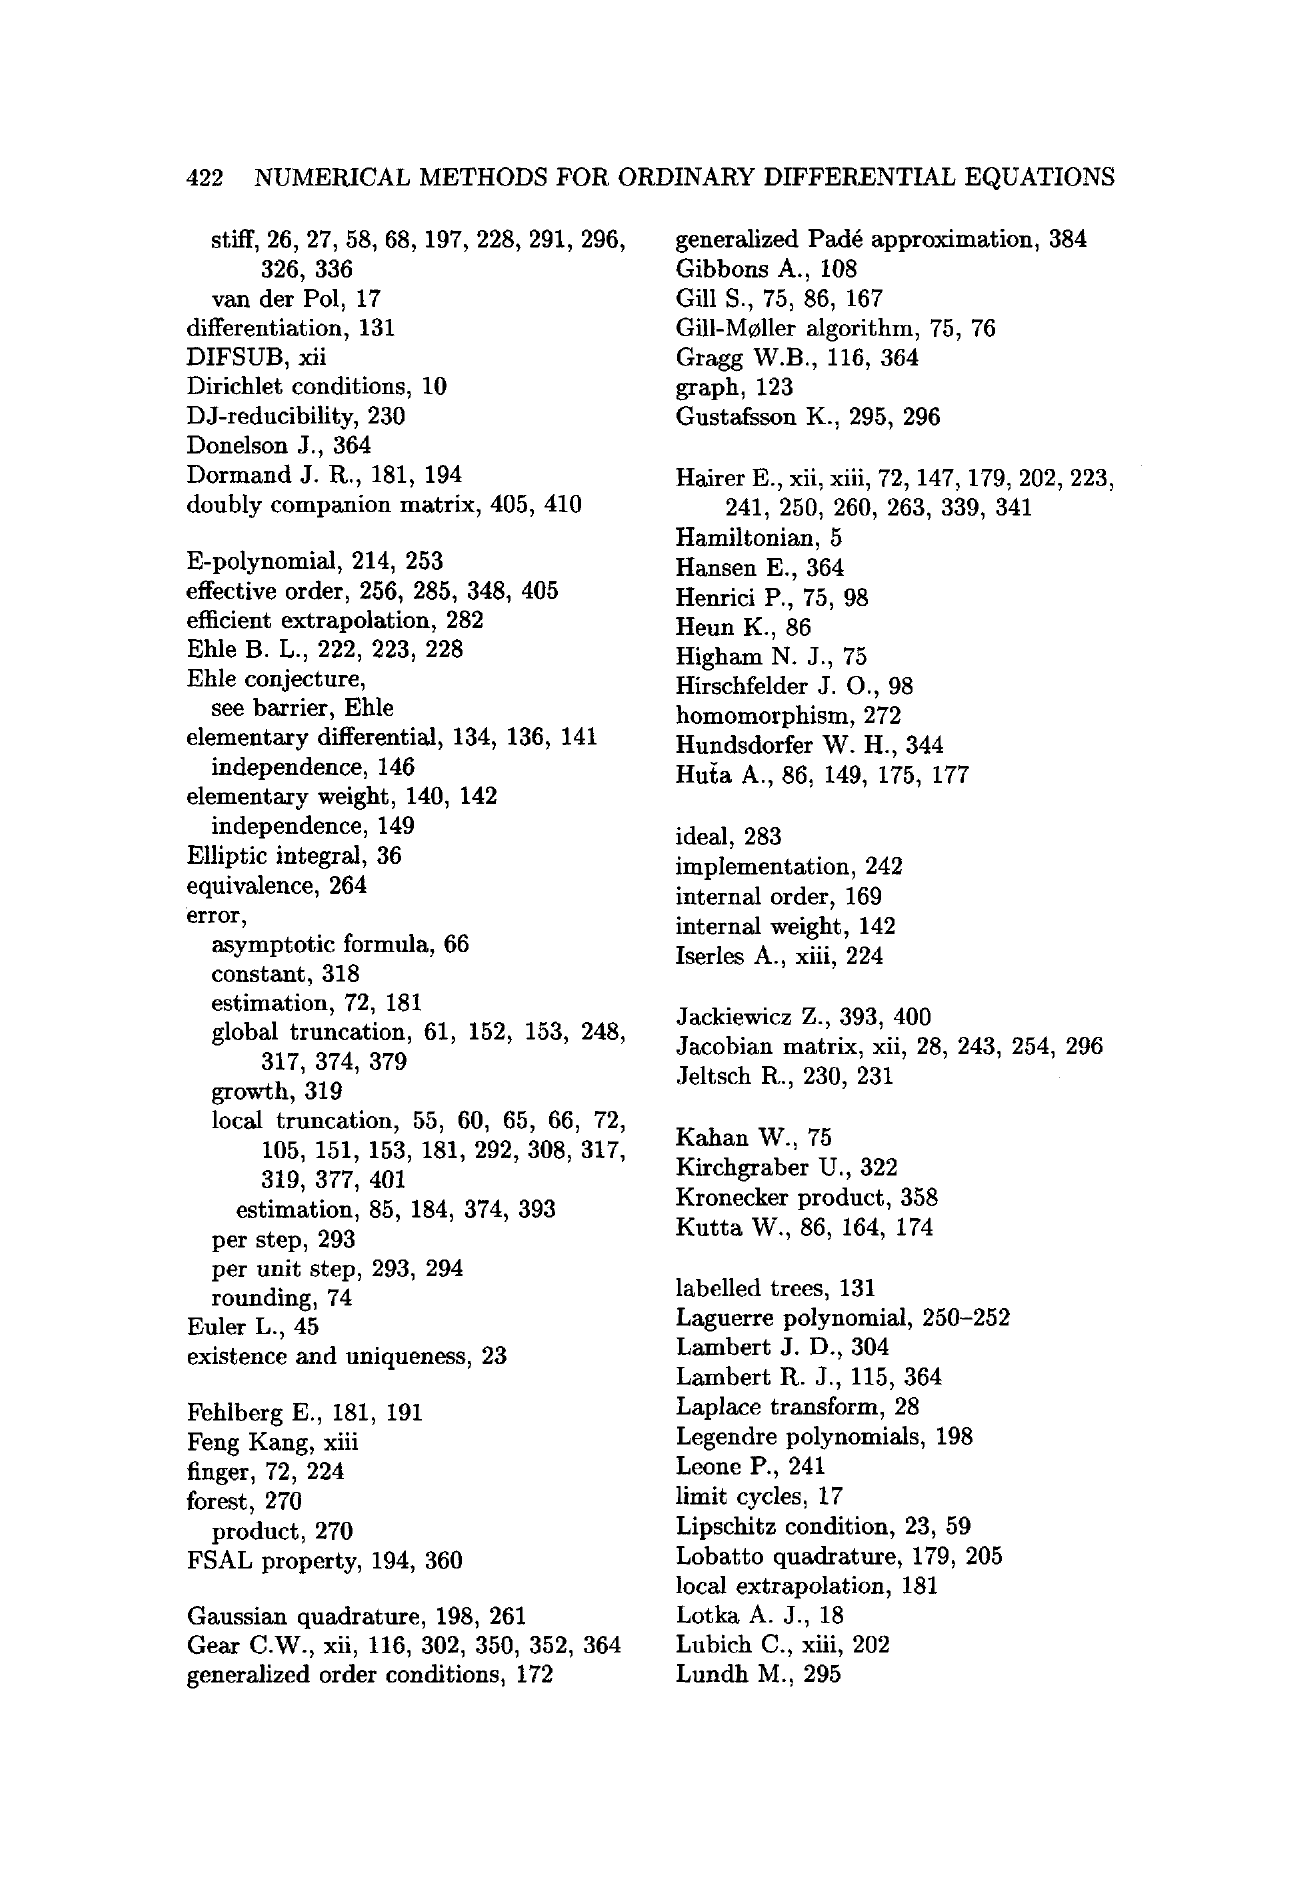 422 NUMERICAL METHODS FOR ORDINARY DIFFERENTIAL EQUATIONS
stiff, 26, 27, 58, 68, 197, 228, 291, 296,
326, 336
van der Pol, 17
differentiation, 131
DIFSUB, xii
Dirichlet conditions, 10
DJ-reducibility, 230
Donelson J., 364
Dormand J. R., 181, 194
doubly companion matrix, 405, 410
E-polynomial, 214, 253
effective order, 256, 285, 348, 405
efficient extrapolation, 282
Ehle B. L., 222, 223, 228
Ehle conjecture,
see barrier, Ehle
elementary differential, 134, 136, 141
independence, 146
elementary weight, 140, 142
independence, 149
Elliptic integral, 36
equivalence, 264
error,
asymptotic formula, 66
constant, 318
estimation, 72, 181
global truncation, 61, 152, 153, 248,
317, 374, 379
growth, 319
local truncation, 55, 60, 65, 66, 72,
105, 151, 153, 181, 292, 308, 317,
319, 377, 401
estimation, 85, 184, 374, 393
per step, 293
per unit step, 293, 294
rounding, 74
Euler L., 45
existence and uniqueness, 23
Fehlberg E., 181, 191
Feng Kang, xiii
finger, 72, 224
forest, 270
product, 270
FSAL property, 194, 360
Gaussian quadrature, 198, 261
Gear C.W., xii, 116, 302, 350, 352, 364
generalized order conditions, 172
generalized Padé approximation, 384
Gibbons A., 108
Gill S., 75, 86, 167
Gill-Møller algorithm, 75, 76
Gragg W.B., 116, 364
graph, 123
Gustafsson K., 295, 296
Hairer E., xii, xiii, 72, 147, 179, 202, 223,
241, 250, 260, 263, 339, 341
Hamiltonian, 5
Hansen E., 364
Henrici P., 75, 98
Heun K., 86
Higham N. J., 75
Hirschfelder J. O., 98
homomorphism, 272
Hundsdorfer W. H., 344
Huťa A., 86, 149, 175, 177
ideal, 283
implementation, 242
internal order, 169
internal weight, 142
Iserles A., xiii, 224
Jackiewicz Z., 393, 400
Jacobian matrix, xii, 28, 243, 254, 296
Jeltsch R., 230, 231
Kahan W., 75
Kirchgraber U., 322
Kronecker product, 358
Kutta W., 86, 164, 174
labelled trees, 131
Laguerre polynomial, 250–252
Lambert J. D., 304
Lambert R. J., 115, 364
Laplace transform, 28
Legendre polynomials, 198
Leone P., 241
limit cycles, 17
Lipschitz condition, 23, 59
Lobatto quadrature, 179, 205
local extrapolation, 181
Lotka A. J., 18
Lubich C., xiii, 202
Lundh M., 295